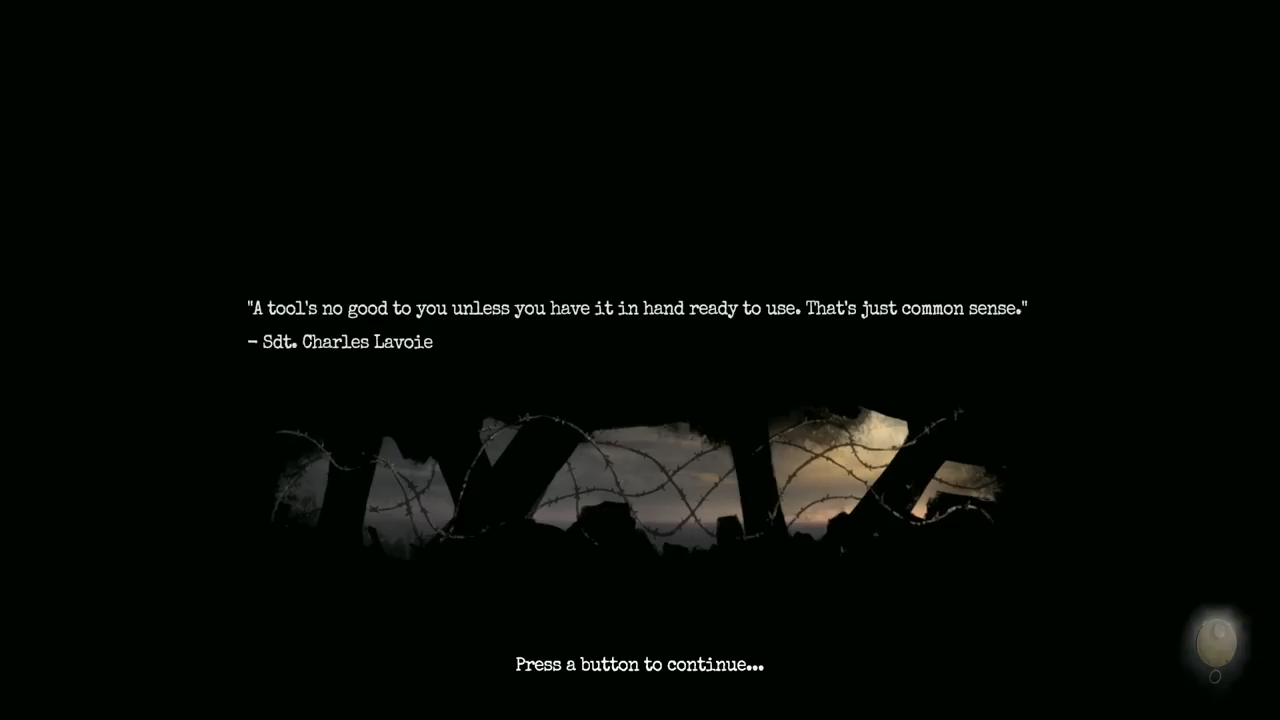 "A tool's no good to you unless you have it in hand ready to use. That's just common sense."
- Sdt. Charles Lavoie
Press a button to continue...